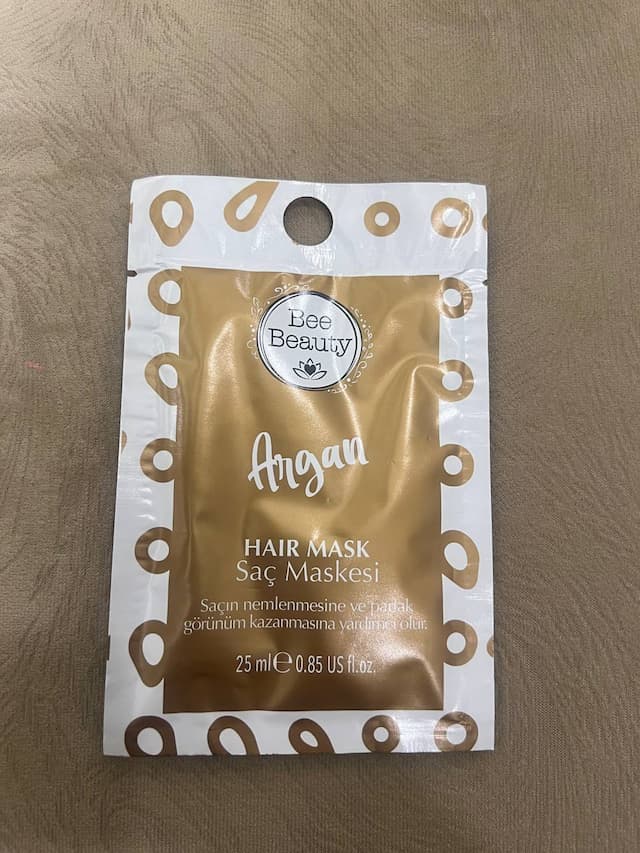 Bee
Beauty
Argan
HAIR MASK
Saç Maskesi
Saçın nemlenmesine ve parlak
görünüm kazanmasına yardımcı olur.
25 ml ℮ 0.85 US fl.oz.